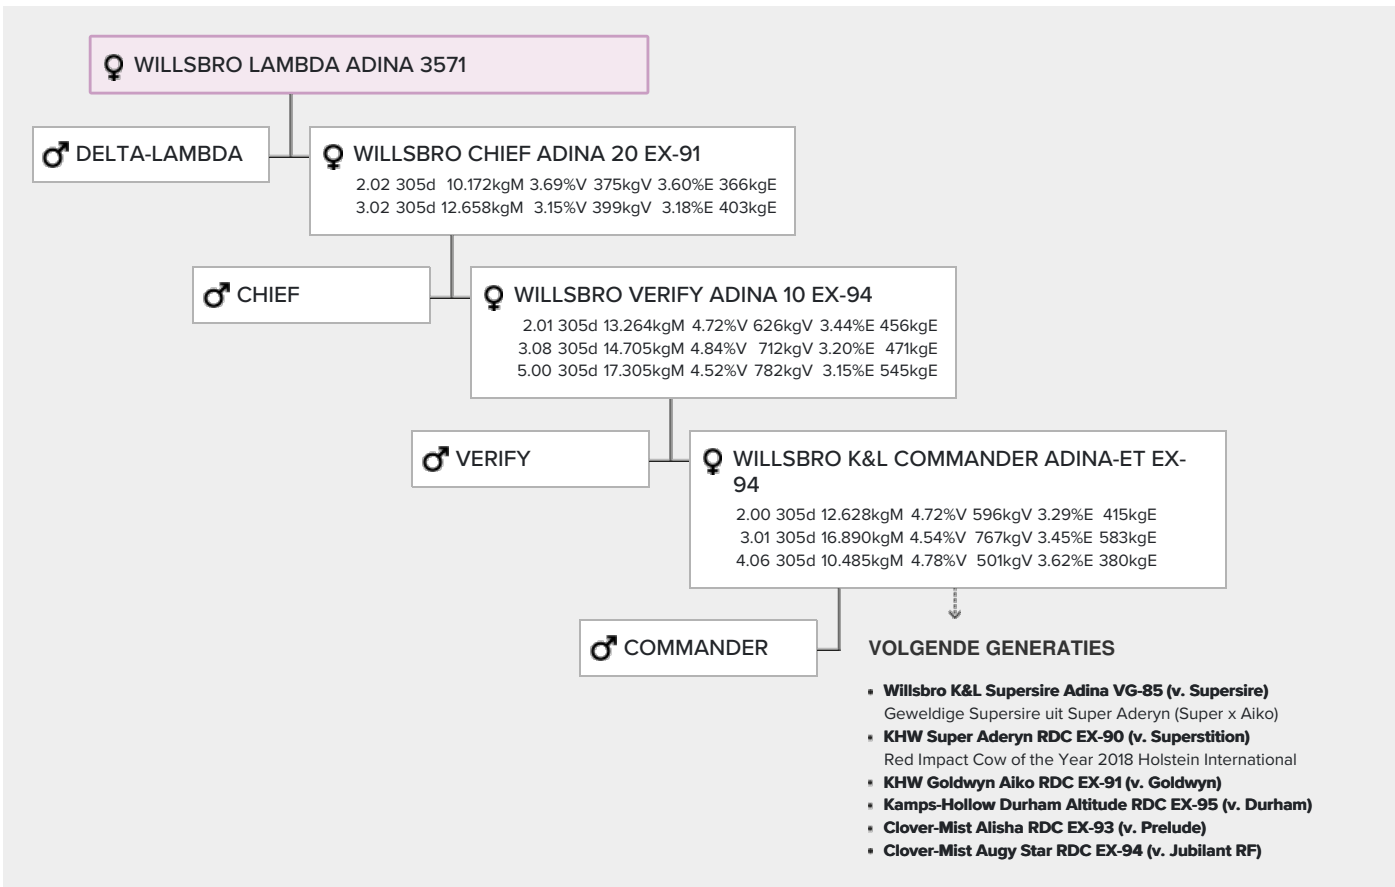 WILLSBRO LAMBDA ADINA 3571
DELTA-LAMBDA
WILLSBRO CHIEF ADINA 20 EX-91
2.02 305d 10.172kgM 3.69%V 375kgV 3.60%E 366kgE
3.02 305d 12.658kgM 3.15%V 399kgV 3.18%E 403kgE
CHIEF
WILLSBRO VERIFY ADINA 10 EX-94
2.01 305d 13.264kgM 4.72%V 626kgV 3.44%E 456kgE
3.08 305d 14.705kgM 4.84%V 712kgV 3.20%E 471kgE
5.00 305d 17.305kgM 4.52%V 782kgV 3.15%E 545kgE
VERIFY
WILLSBRO K&L COMMANDER ADINA-ET EX-
94
2.00 305d 12.628kgM 4.72%V 596kgV 3.29%E 415kgE
3.01 305d 16.890kgM 4.54%V 767kgV 3.45%E 583kgE
4.06 305d 10.485kgM 4.78%V 501kgV 3.62%E 380kgE
COMMANDER
VOLGENDE GENERATIES
Willsbro K&L Supersire Adina VG-85 (v. Supersire)
Geweldige Supersire uit Super Aderyn (Super x Aiko)
KHW Super Aderyn RDC EX-90 (v. Superstition)
Red Impact Cow of the Year 2018 Holstein International
KHW Goldwyn Aiko RDC EX-91 (v. Goldwyn)
Kamps-Hollow Durham Altitude RDC EX-95 (v. Durham)
Clover-Mist Alisha RDC EX-93 (v. Prelude)
Clover-Mist Augy Star RDC EX-94 (v. Jubilant RF)